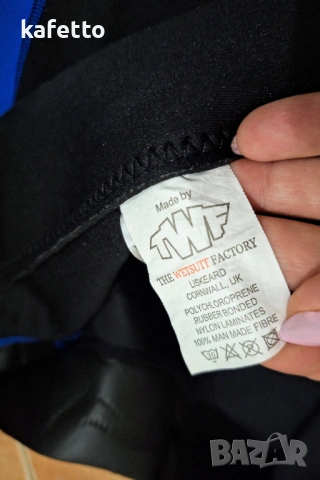 kafetto
Made by
TWF
THE WETSUIT FACTORY
LISKEARD
CORNWALL, UK
POLYCHLOROPRENE
RUBBER BONDED
NYLON LAMINATES
100% MAN MADE FIBRE
BAZAR.BG